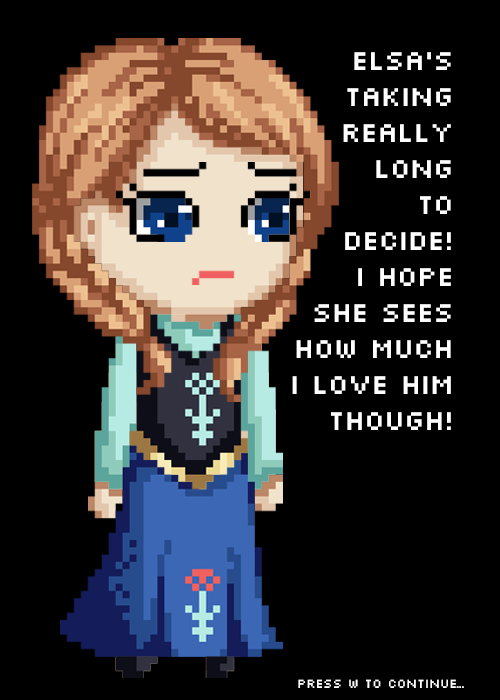 ELSA'S
TAKING
REALLY
LONG
TO
DECIDE!
I HOPE
SHE SEES
HOW MUCH
I LOVE HIM
THOUGH!
PRESS W TO CONTINUE...